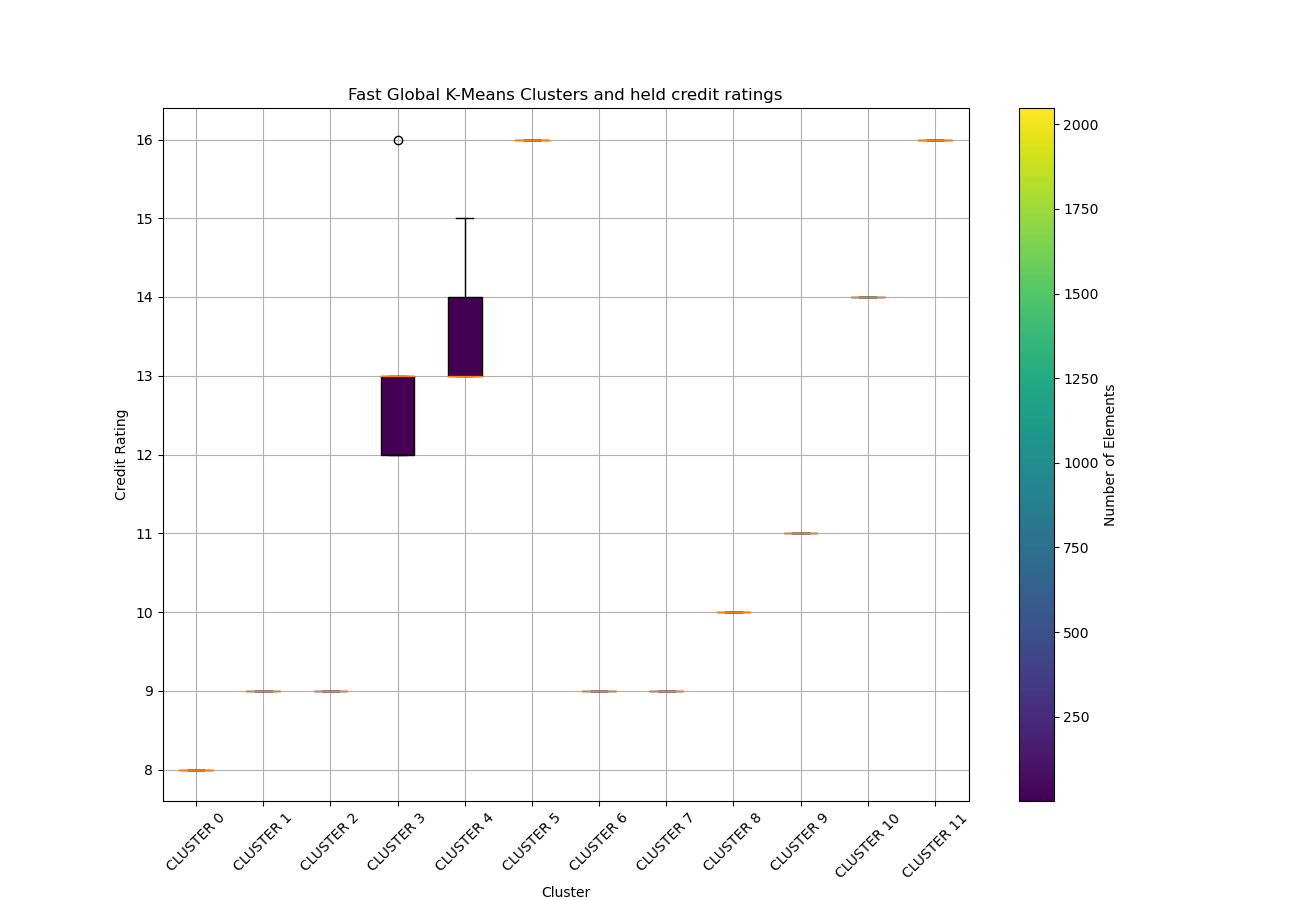 Fast Global K-Means Clusters and held credit ratings
16
15
14
13
12
11
10
9
8
Credit Rating
CLUSTER 0
CLUSTER 1
CLUSTER 2
CLUSTER 3
CLUSTER 4
CLUSTER 5
CLUSTER 6
CLUSTER 7
CLUSTER 8
CLUSTER 9
CLUSTER 10
CLUSTER 11
Cluster
2000
1750
1500
1250
1000
750
500
250
Number of Elements